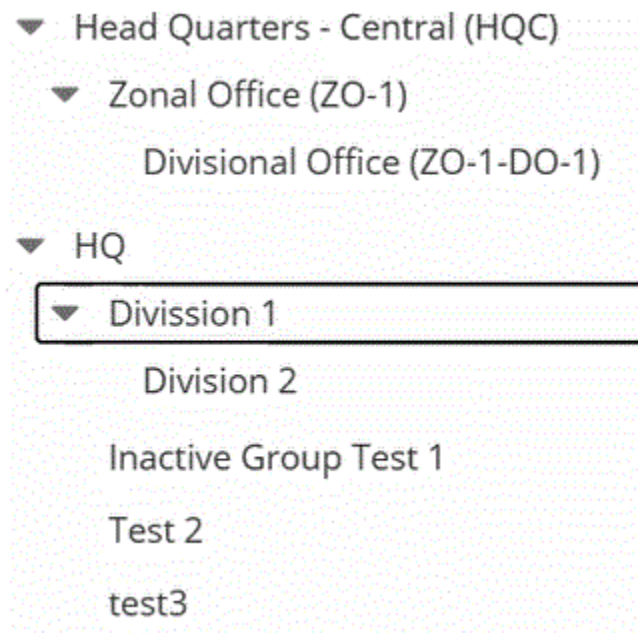 Head Quarters - Central (HQC)
Zonal Office (ZO-1)
Divisional Office (ZO-1-DO-1)
HQ
Divission 1
Division 2
Inactive Group Test 1
Test 2
test3